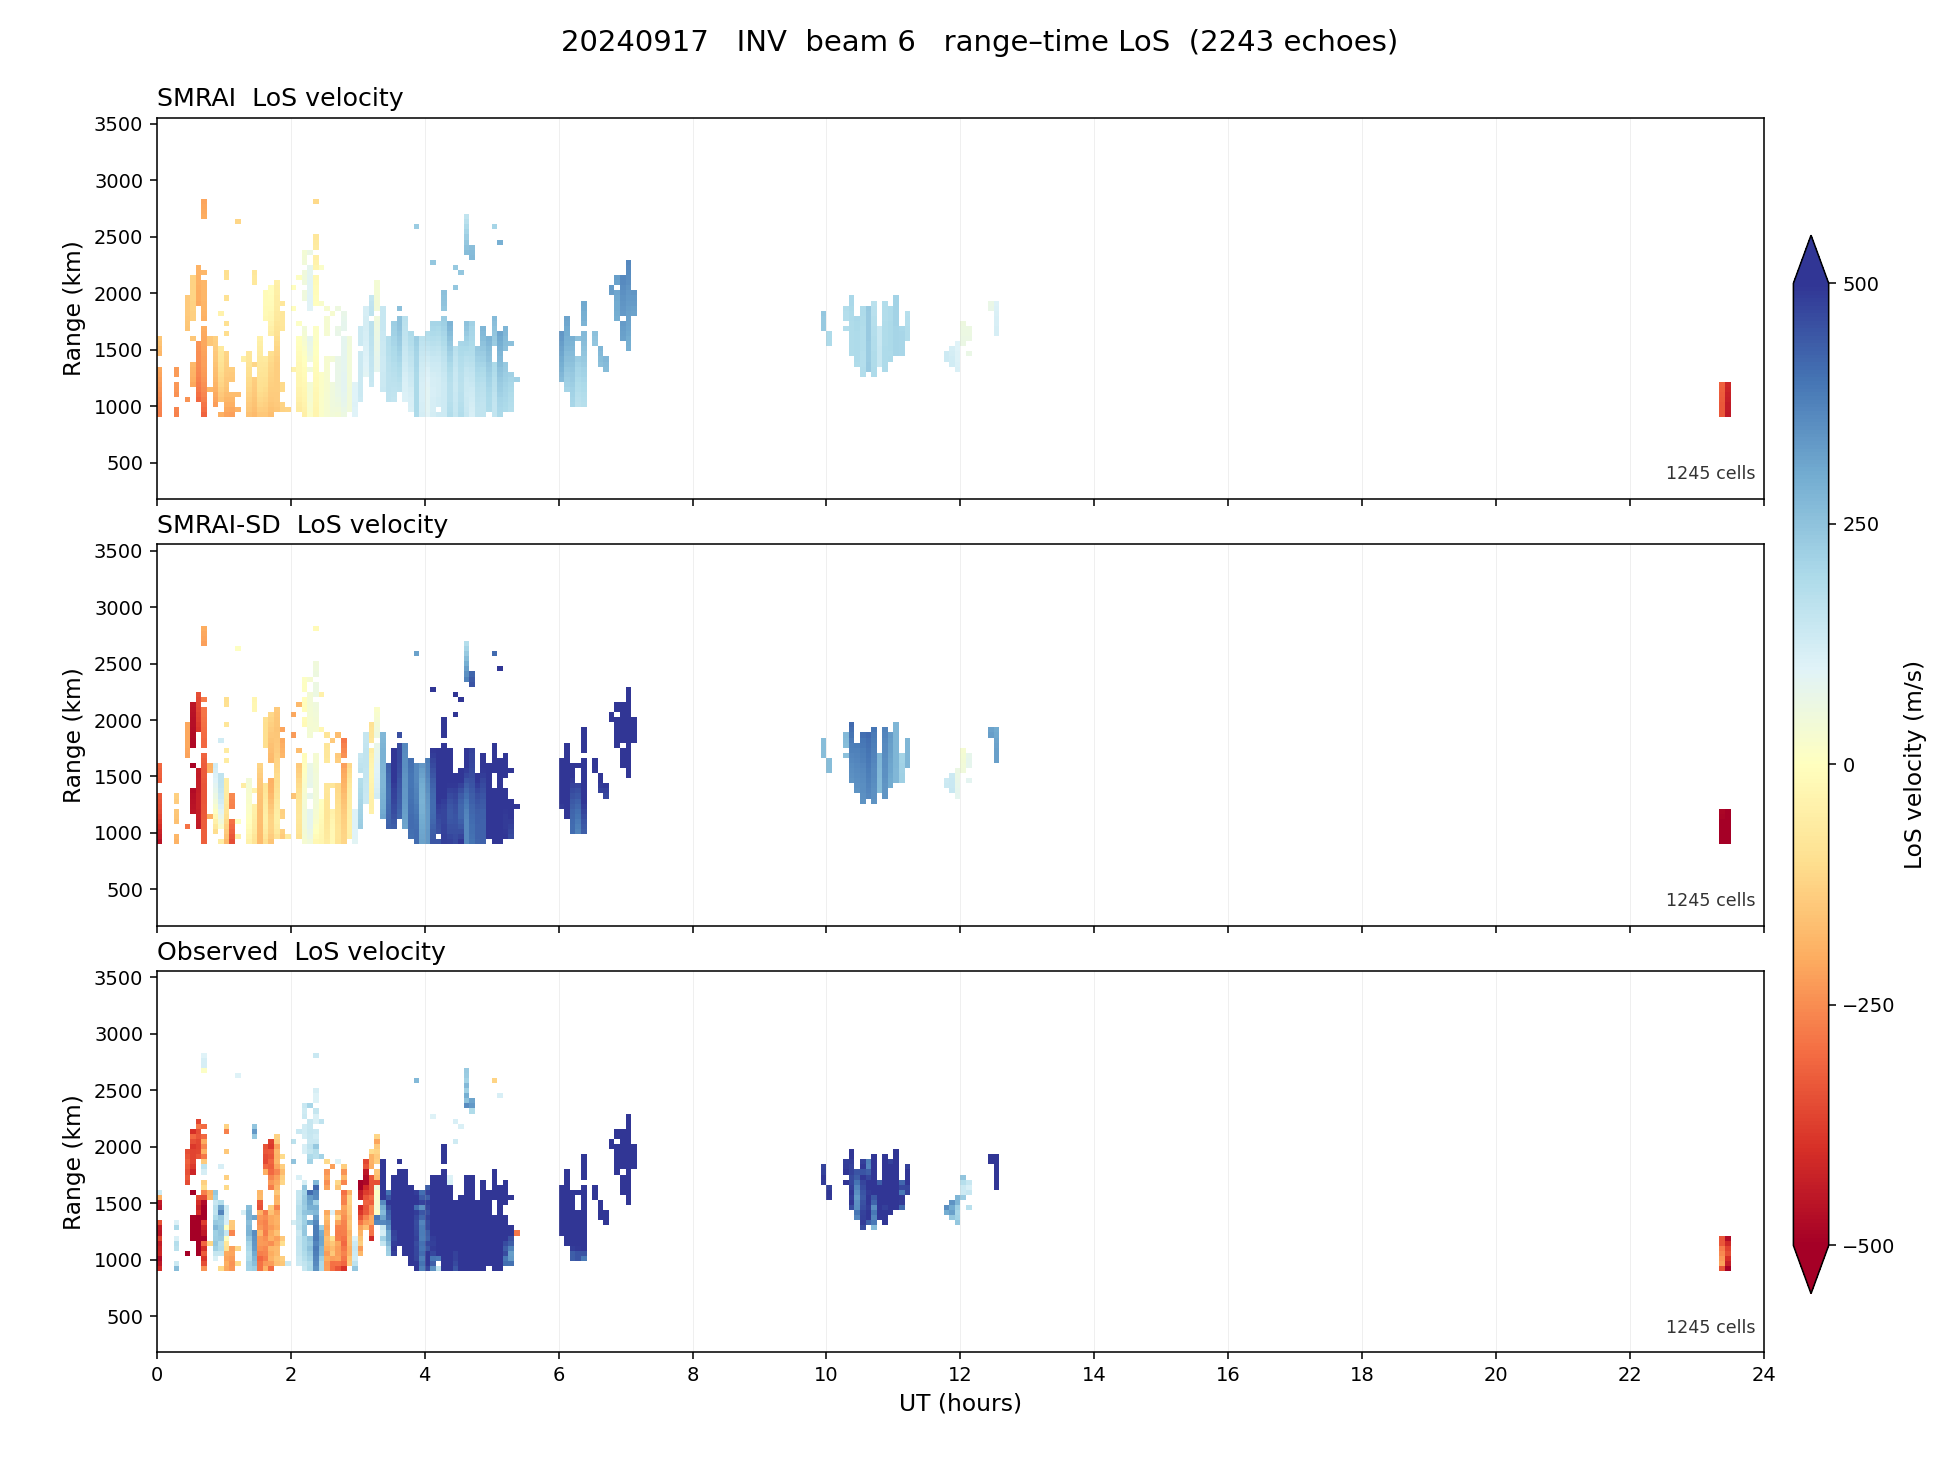 20240917   INV  beam 6   range–time LoS  (2243 echoes)
SMRAI  LoS velocity
3500
3000
2500
2000
1500
1000
500
Range (km)
1245 cells
SMRAI-SD  LoS velocity
3500
3000
2500
2000
1500
1000
500
Range (km)
1245 cells
Observed  LoS velocity
3500
3000
2500
2000
1500
1000
500
Range (km)
1245 cells
0 2 4 6 8 10 12 14 16 18 20 22 24
UT (hours)
500
250
0
−250
−500
LoS velocity (m/s)